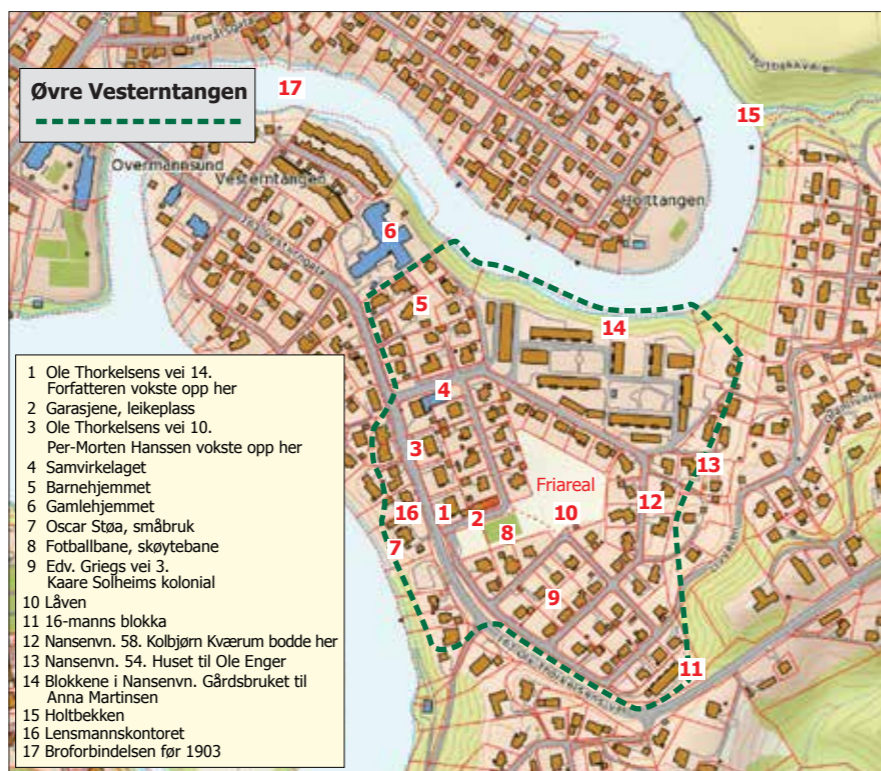 Øvre Vesterntangen
17
15
Overmannsund
Vesterntangen
Holttangen
6
5
14
4
3
13
Friareal
12
16
1
2
8
10
7
9
11
1 Ole Thorkelsens vei 14.
Forfatteren vokste opp her
2 Garasjene, leikeplass
3 Ole Thorkelsens vei 10.
Per-Morten Hanssen vokste opp her
4 Samvirkelaget
5 Barnehjemmet
6 Gamlehjemmet
7 Oscar Støa, småbruk
8 Fotballbane, skøytebane
9 Edv. Griegs vei 3.
Kaare Solheims kolonial
10 Låven
11 16-manns blokka
12 Nansenvn. 58. Kolbjørn Kværum bodde her
13 Nansenvn. 54. Huset til Ole Enger
14 Blokkene i Nansenvn. Gårdsbruket til
Anna Martinsen
15 Holtbekken
16 Lensmannskontoret
17 Broforbindelsen før 1903